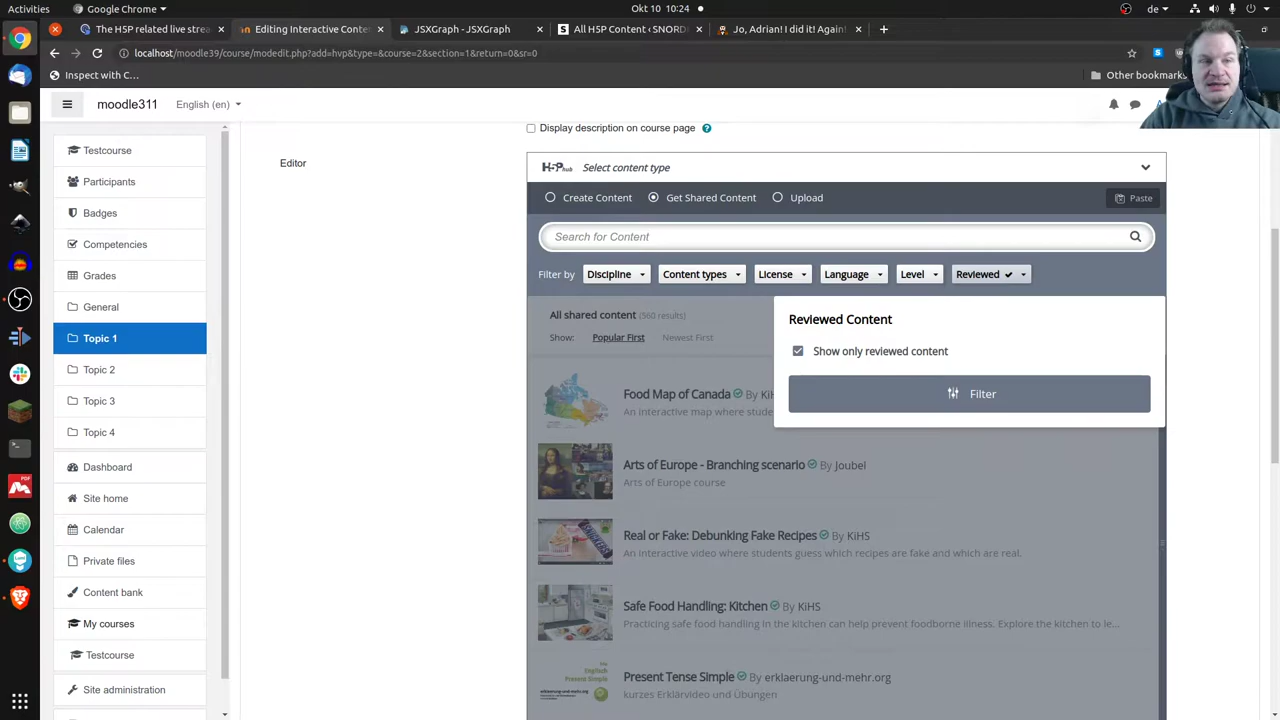 Activities
Google Chrome
Okt 10 10:24
de
The H5P related live strea
Editing Interactive Conte
JSXGraph - JSXGraph
All H5P Content ‹ SNORD
Jo, Adrian! I did it! Again!
localhost/moodle39/course/modedit.php?add=hvp&type=&course=2&section=1&return=0&sr=0
Inspect with C...
Other bookmarks
moodle311
English (en)
Display description on course page
Testcourse
Participants
Badges
Competencies
Grades
General
Topic 1
Topic 2
Topic 3
Topic 4
Dashboard
Site home
Calendar
Private files
Content bank
My courses
Testcourse
Site administration
Editor
H5P hub
Select content type
Create Content
Get Shared Content
Upload
Paste
Search for Content
Filter by
Discipline
Content types
License
Language
Level
Reviewed
All shared content (560 results)
Show:
Popular First
Newest First
Reviewed Content
Show only reviewed content
Filter
Food Map of Canada By KiH
An interactive map where stude
Arts of Europe - Branching scenario By Joubel
Arts of Europe course
Real or Fake: Debunking Fake Recipes By KiHS
An interactive video where students guess which recipes are fake and which are real.
Safe Food Handling: Kitchen By KiHS
Practicing safe food handling in the kitchen can help prevent foodborne illness. Explore the kitchen to le...
Present Tense Simple By erklaerung-und-mehr.org
kurzes Erklärvideo und Übungen